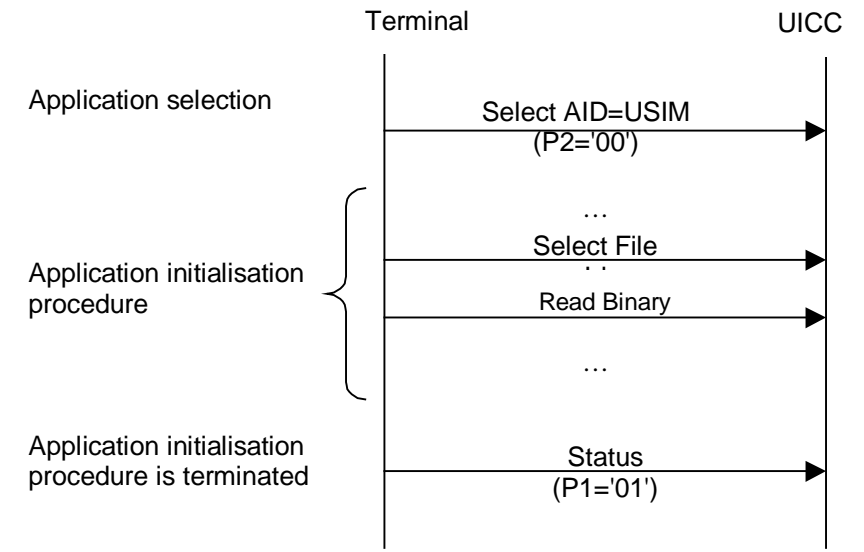 Terminal
UICC
Application selection
Select AID=USIM
(P2='00')
...
Select File
. .
Application initialisation
procedure
Read Binary
...
Application initialisation
procedure is terminated
Status
(P1='01')